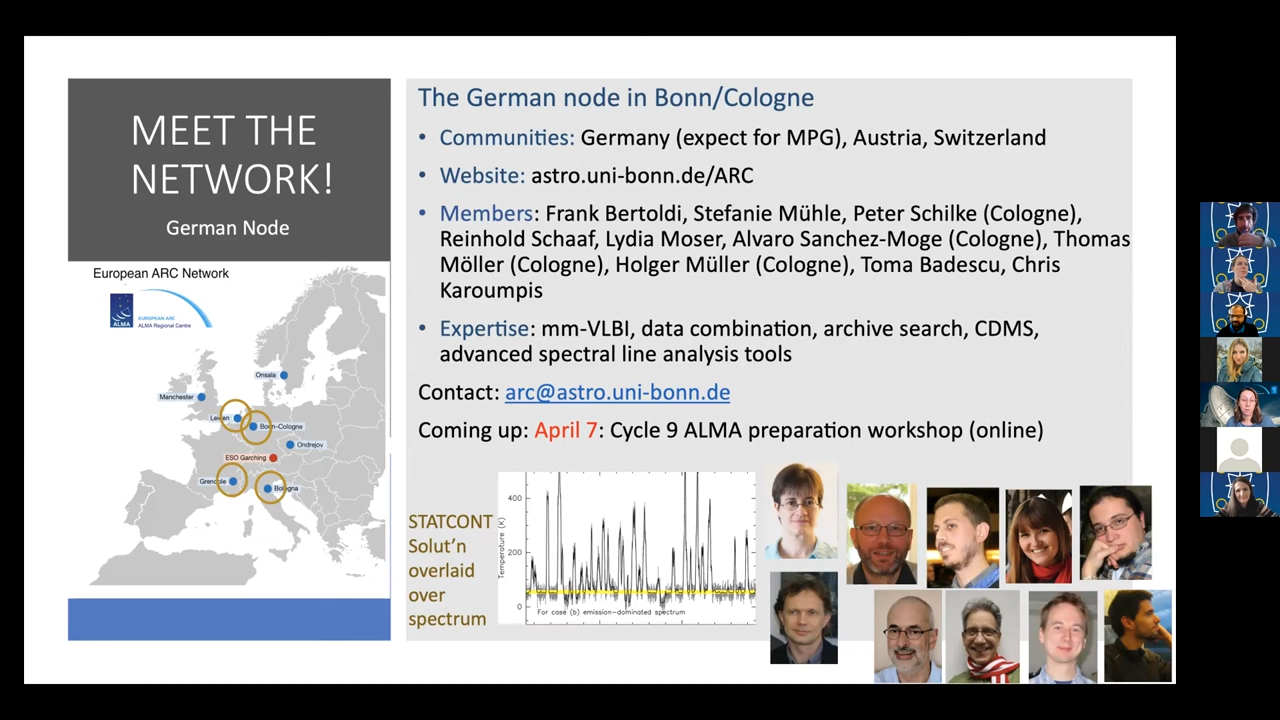 MEET THE
NETWORK!
German Node
European ARC Network
ALMA
EUROPEAN ARC
ALMA Regional Centre
Onsala
Manchester
Leiden
Bonn-Cologne
Ondrejov
ESO Garching
Grenoble
Bologna
The German node in Bonn/Cologne
• Communities: Germany (expect for MPG), Austria, Switzerland
• Website: astro.uni-bonn.de/ARC
• Members: Frank Bertoldi, Stefanie Mühle, Peter Schilke (Cologne),
Reinhold Schaaf, Lydia Moser, Alvaro Sanchez-Moge (Cologne), Thomas
Möller (Cologne), Holger Müller (Cologne), Toma Badescu, Chris
Karoumpis
• Expertise: mm-VLBI, data combination, archive search, CDMS,
advanced spectral line analysis tools
Contact: arc@astro.uni-bonn.de
Coming up: April 7: Cycle 9 ALMA preparation workshop (online)
STATCONT
Solut'n
overlaid
over
spectrum
Temperature (K)
400
200
0
For case (b) emission-dominated spectrum